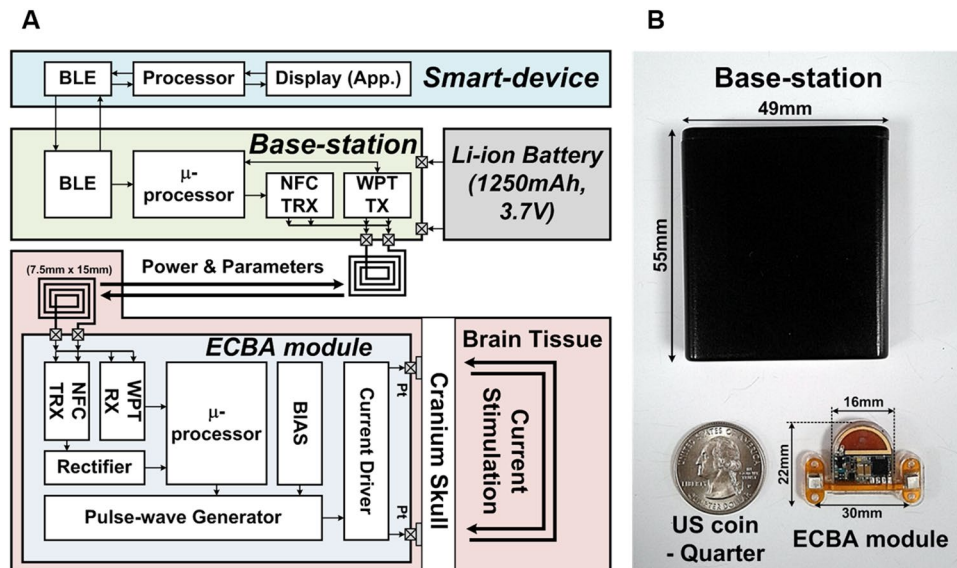 A
BLE
Processor
Display (App.)
Smart-device
Base-station
BLE
μ-
processor
NFC
TRX
WPT
TX
Li-ion Battery
(1250mAh,
3.7V)
(7.5mm x 15mm)
Power & Parameters
ECBA module
NFC
TRX
WPT
RX
μ-
processor
BIAS
Current Driver
Rectifier
Pulse-wave Generator
Pt
Pt
Cranium Skull
Brain Tissue
Current
Stimulation
B
Base-station
49mm
55mm
16mm
22mm
30mm
US coin
- Quarter
ECBA module